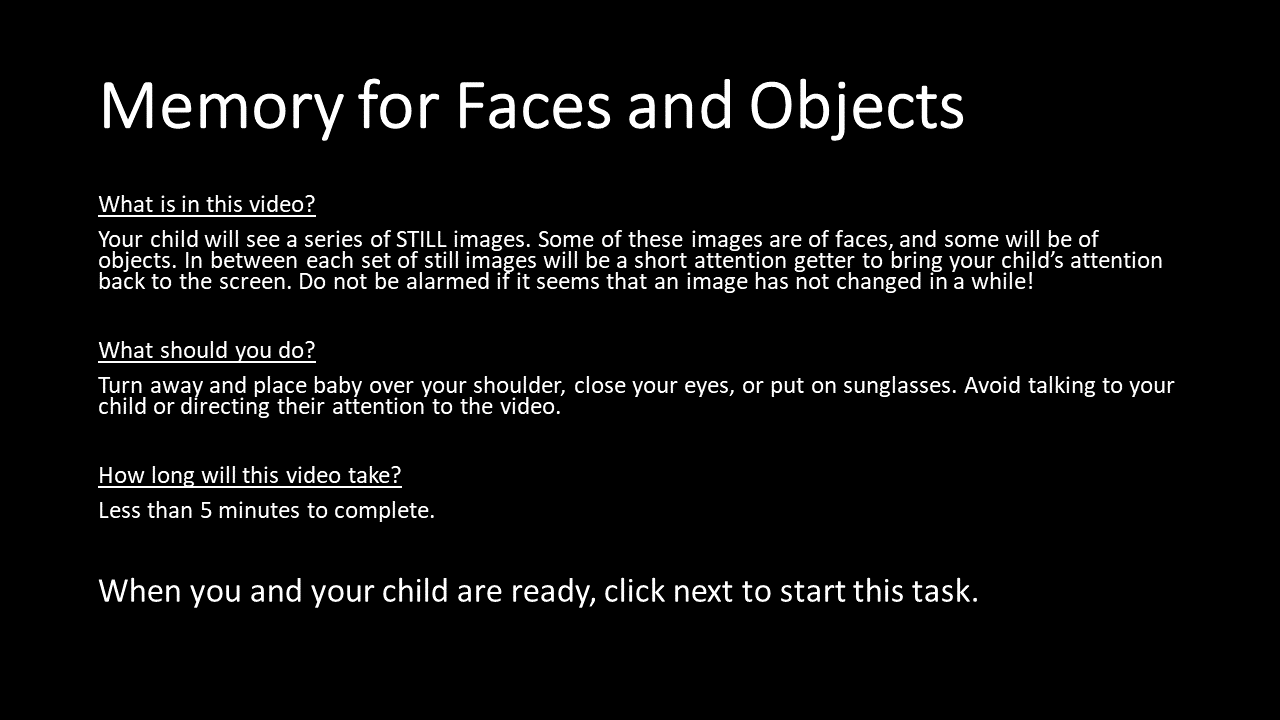 Memory for Faces and Objects
What is in this video?
Your child will see a series of STILL images. Some of these images are of faces, and some will be of
objects. In between each set of still images will be a short attention getter to bring your child’s attention
back to the screen. Do not be alarmed if it seems that an image has not changed in a while!
What should you do?
Turn away and place baby over your shoulder, close your eyes, or put on sunglasses. Avoid talking to your
child or directing their attention to the video.
How long will this video take?
Less than 5 minutes to complete.
When you and your child are ready, click next to start this task.